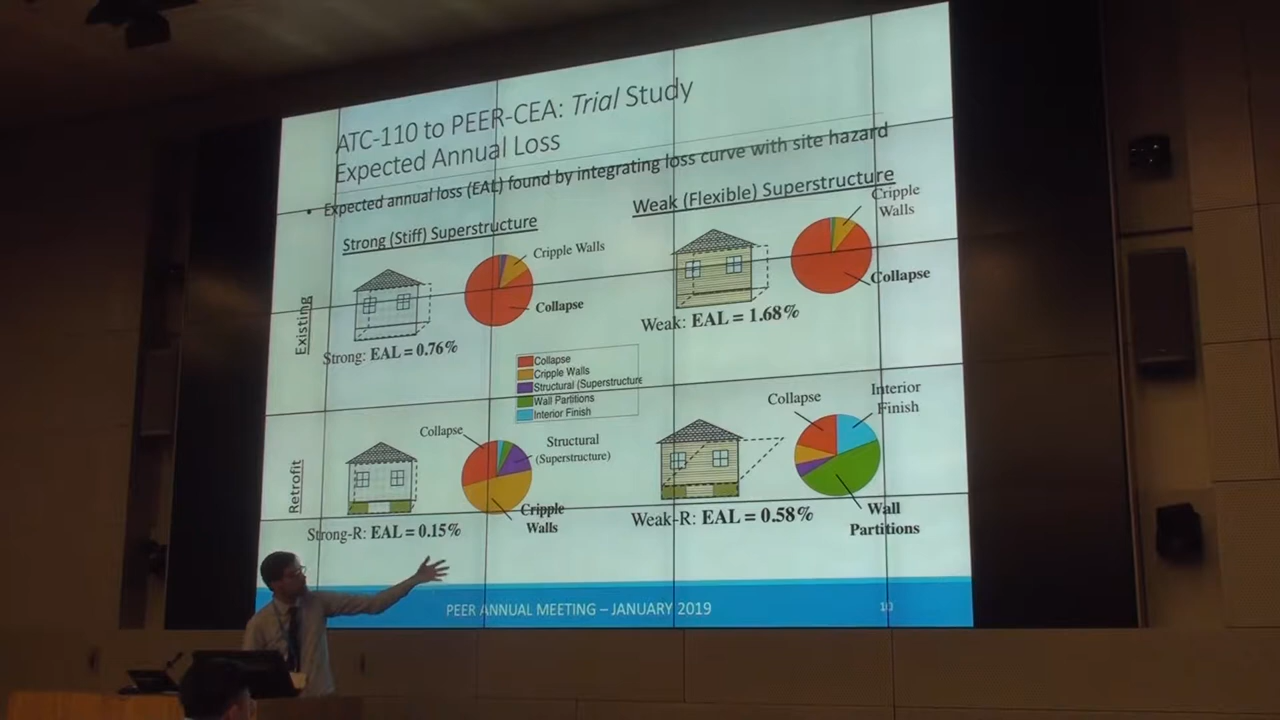 ATC-110 to PEER-CEA: Trial Study
Expected Annual Loss
• Expected annual loss (EAL) found by integrating loss curve with site hazard
Strong (Stiff) Superstructure
Weak (Flexible) Superstructure
Existing
Cripple Walls
Collapse
Strong: EAL = 0.76%
Cripple
Walls
Collapse
Weak: EAL = 1.68%
Collapse
Cripple Walls
Structural (Superstructure
Wall Partitions
Interior Finish
Retrofit
Collapse
Structural
(Superstructure)
Cripple
Walls
Strong-R: EAL = 0.15%
Collapse
Interior
Finish
Wall
Partitions
Weak-R: EAL = 0.58%
PEER ANNUAL MEETING – JANUARY 2019
10